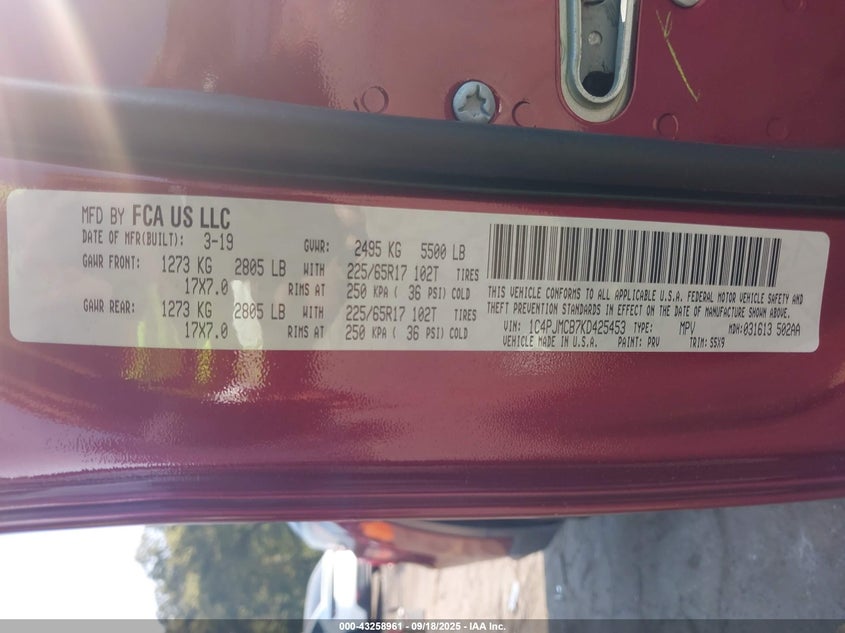 MFD BY FCA US LLC
DATE OF MFR(BUILT): 3-19 GVWR: 2495 KG 5500 LB
GAWR FRONT: 1273 KG 2805 LB WITH 225/65R17 102T TIRES
17X7.0 RIMS AT 250 KPA ( 36 PSI) COLD
GAWR REAR: 1273 KG 2805 LB WITH 225/65R17 102T TIRES
17X7.0 RIMS AT 250 KPA ( 36 PSI) COLD
THIS VEHICLE CONFORMS TO ALL APPLICABLE U.S.A. FEDERAL MOTOR VEHICLE SAFETY AND
THEFT PREVENTION STANDARDS IN EFFECT ON THE DATE OF MANUFACTURE SHOWN ABOVE.
VIN: 1C4PJMCB7KD425453 TYPE: MPV MDH: 031613 502AA
VEHICLE MADE IN U.S.A. PAINT: PRV TRIM: S5X9
000-43258961 - 09/18/2025 - IAA Inc.